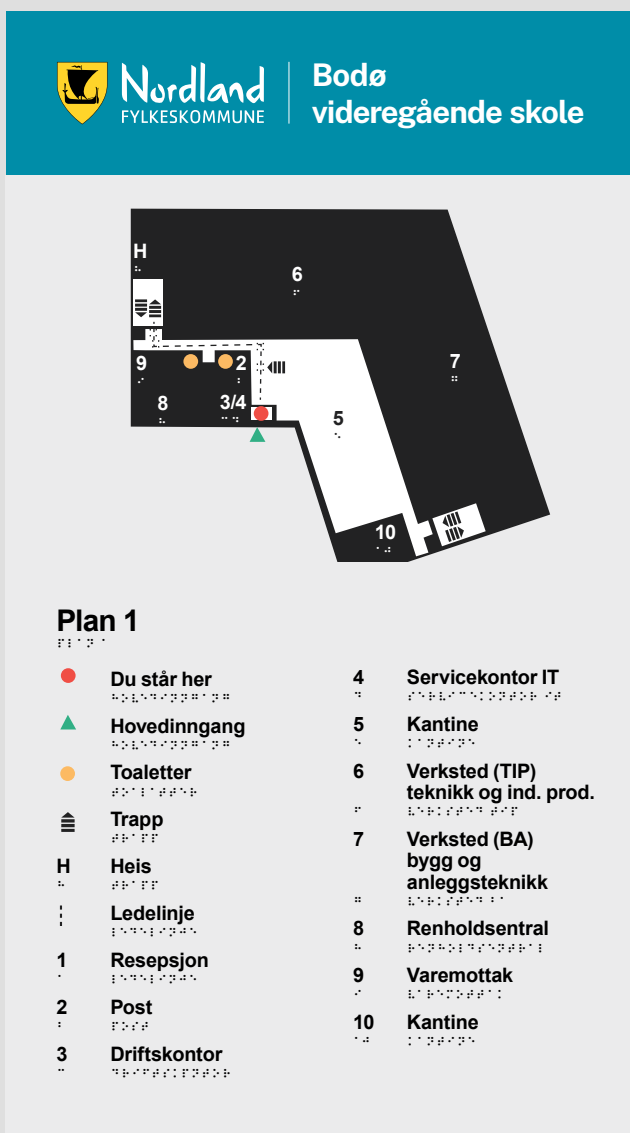 Nordland
FYLKESKOMMUNE
Bodø
videregående skole
H
6
9
2
7
8
3/4
5
10
Plan 1
Du står her
Hovedinngang
Toaletter
Trapp
H Heis
Ledelinje
1 Resepsjon
2 Post
3 Driftskontor
4 Servicekontor IT
5 Kantine
6 Verksted (TIP)
teknikk og ind. prod.
7 Verksted (BA)
bygg og
anleggsteknikk
8 Renholdsentral
9 Varemottak
10 Kantine